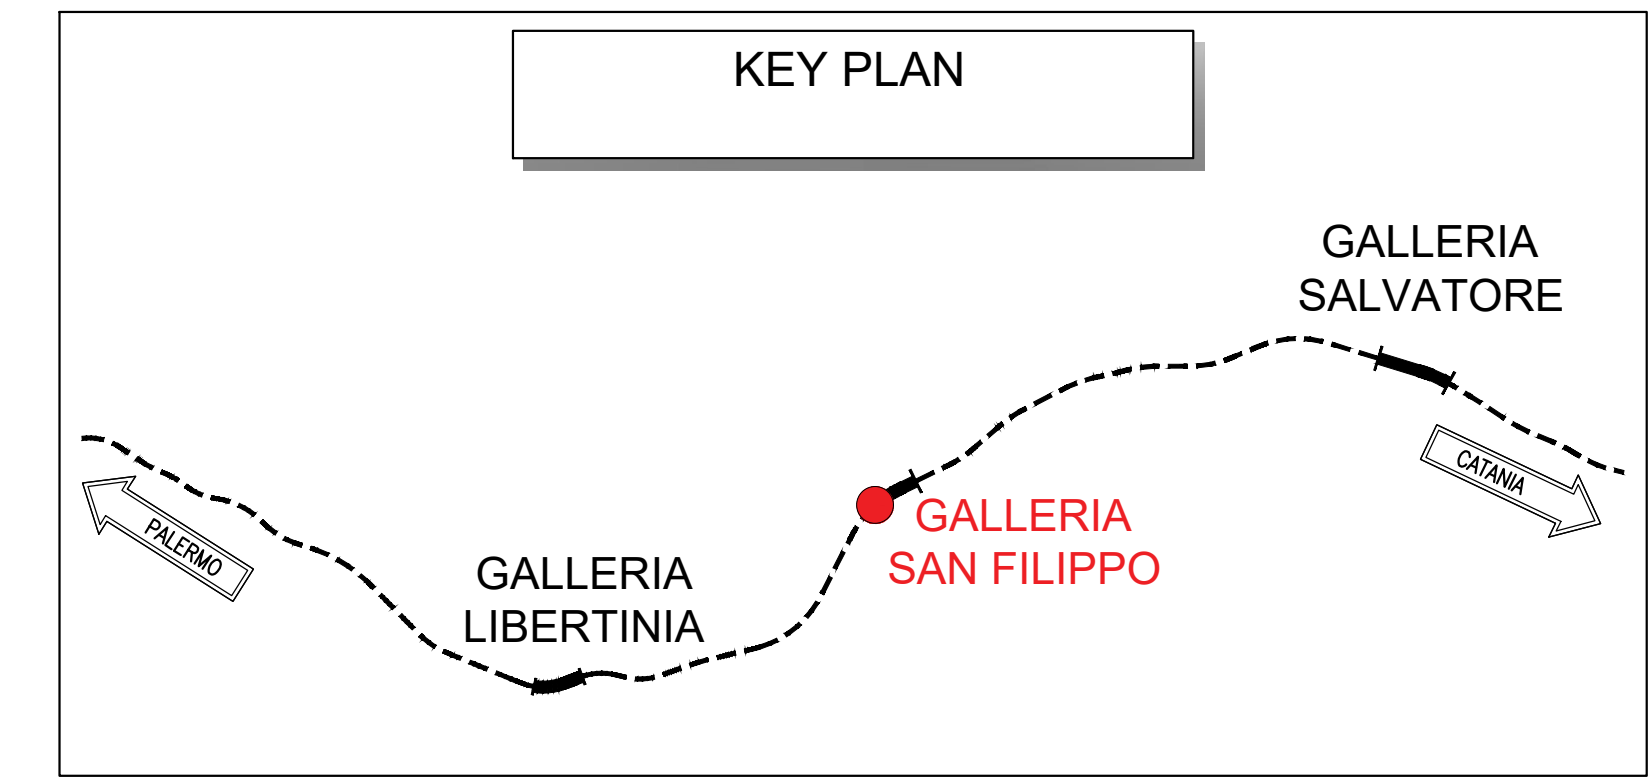 KEY PLAN
GALLERIA
SALVATORE
CATANIA
GALLERIA
SAN FILIPPO
PALERMO
GALLERIA
LIBERTINIA